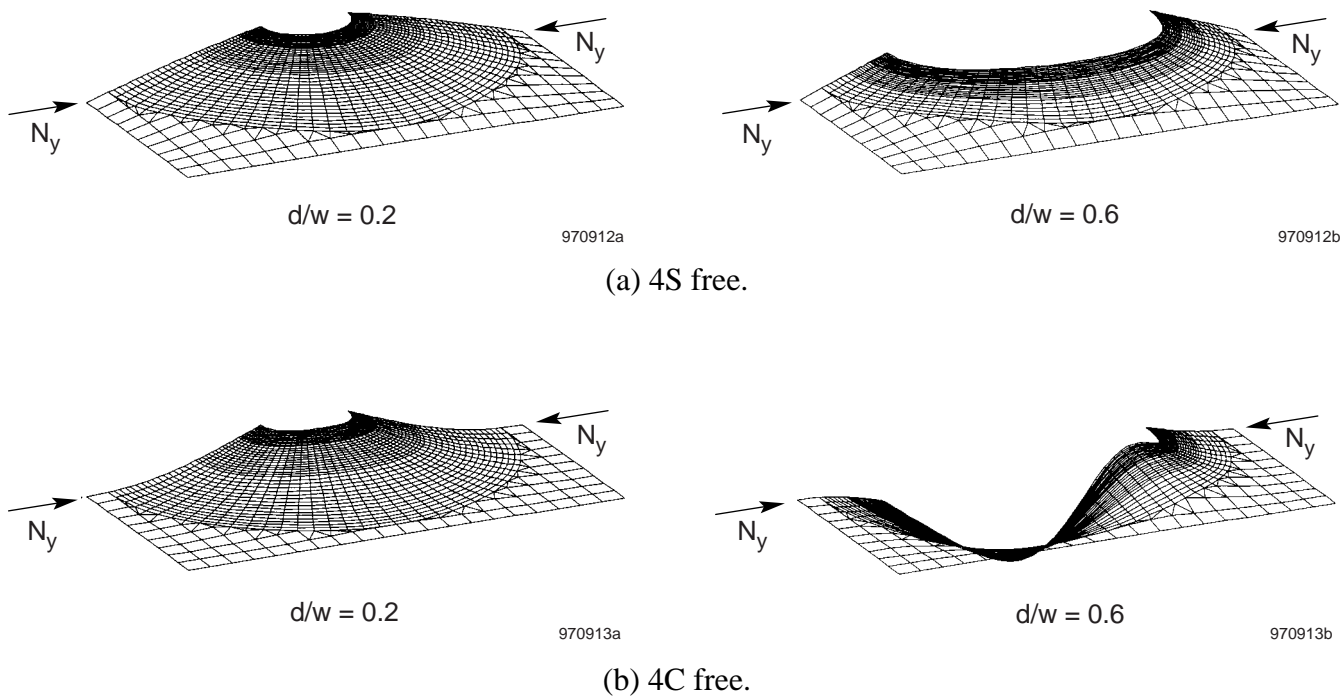 N_y
N_y
d/w = 0.2
970912a
N_y
N_y
d/w = 0.6
970912b
(a) 4S free.
N_y
N_y
d/w = 0.2
970913a
N_y
N_y
d/w = 0.6
970913b
(b) 4C free.